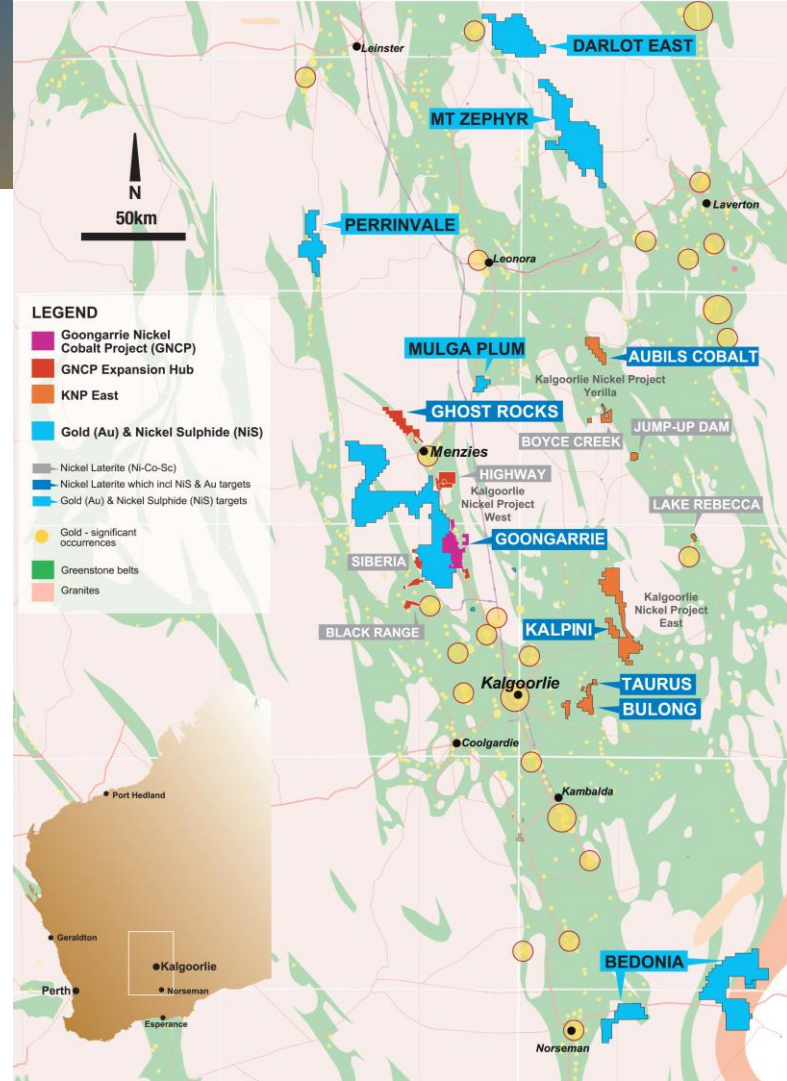 Leinster
DARLOT EAST
MT ZEPHYR
N
50km
Laverton
PERRINVALE
Leonora
LEGEND
Goongarrie Nickel
Cobalt Project (GNCP)
GNCP Expansion Hub
KNP East
Gold (Au) & Nickel Sulphide (NiS)
Nickel Laterite (Ni-Co-Sc)
Nickel Laterite which incl NiS & Au targets
Gold (Au) & Nickel Sulphide (NiS) targets
Gold - significant
occurrences
Greenstone belts
Granites
MULGA PLUM
AUBILS COBALT
Kalgoorlie Nickel Project
Yerilla
GHOST ROCKS
BOYCE CREEK
JUMP-UP DAM
Menzies
HIGHWAY
Kalgoorlie
Nickel Project
West
LAKE REBECCA
GOONGARRIE
SIBERIA
Kalgoorlie
Nickel Project
East
BLACK RANGE
KALPINI
Kalgoorlie
TAURUS
BULONG
Coolgardie
Kambalda
Port Hedland
Geraldton
Kalgoorlie
Perth
Norseman
Esperance
BEDONIA
Norseman